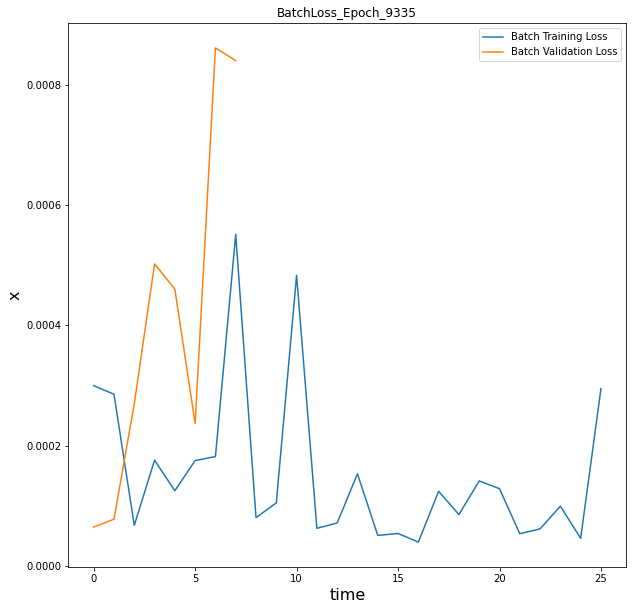 BatchLoss_Epoch_9335
Batch Training Loss
Batch Validation Loss
0.0008
0.0006
0.0004
0.0002
0.0000
x
0 5 10 15 20 25
time